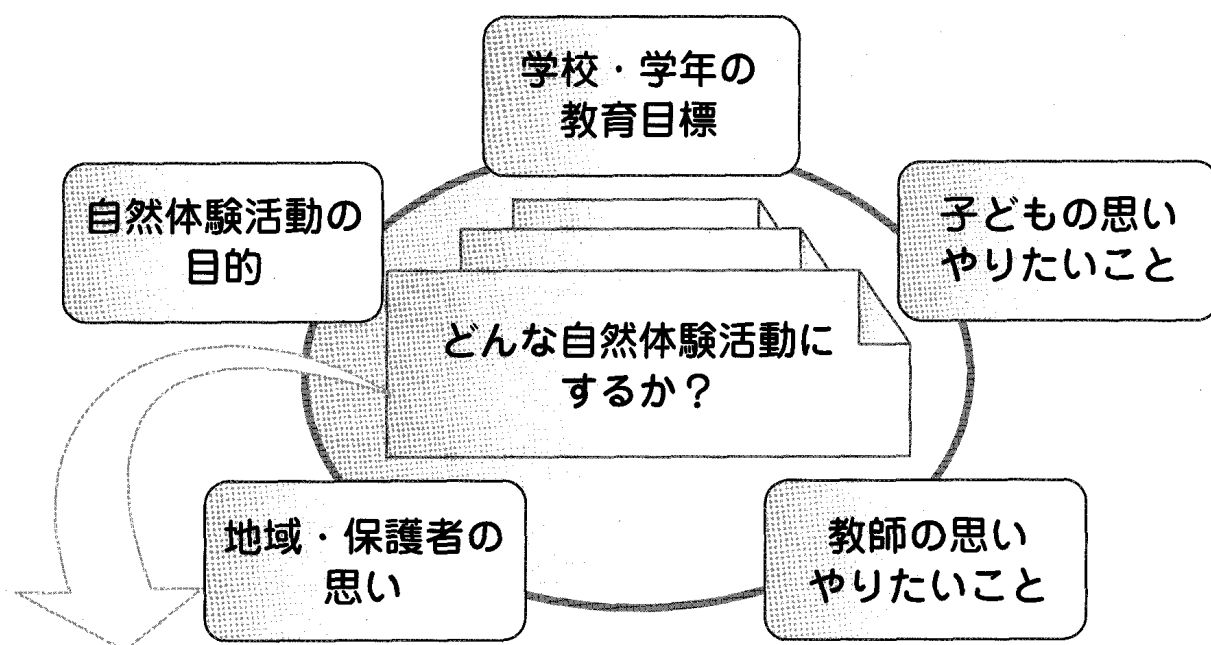 学校・学年の
教育目標
自然体験活動の
目的
子どもの思い
やりたいこと
どんな自然体験活動に
するか？
地域・保護者の
思い
教師の思い
やりたいこと